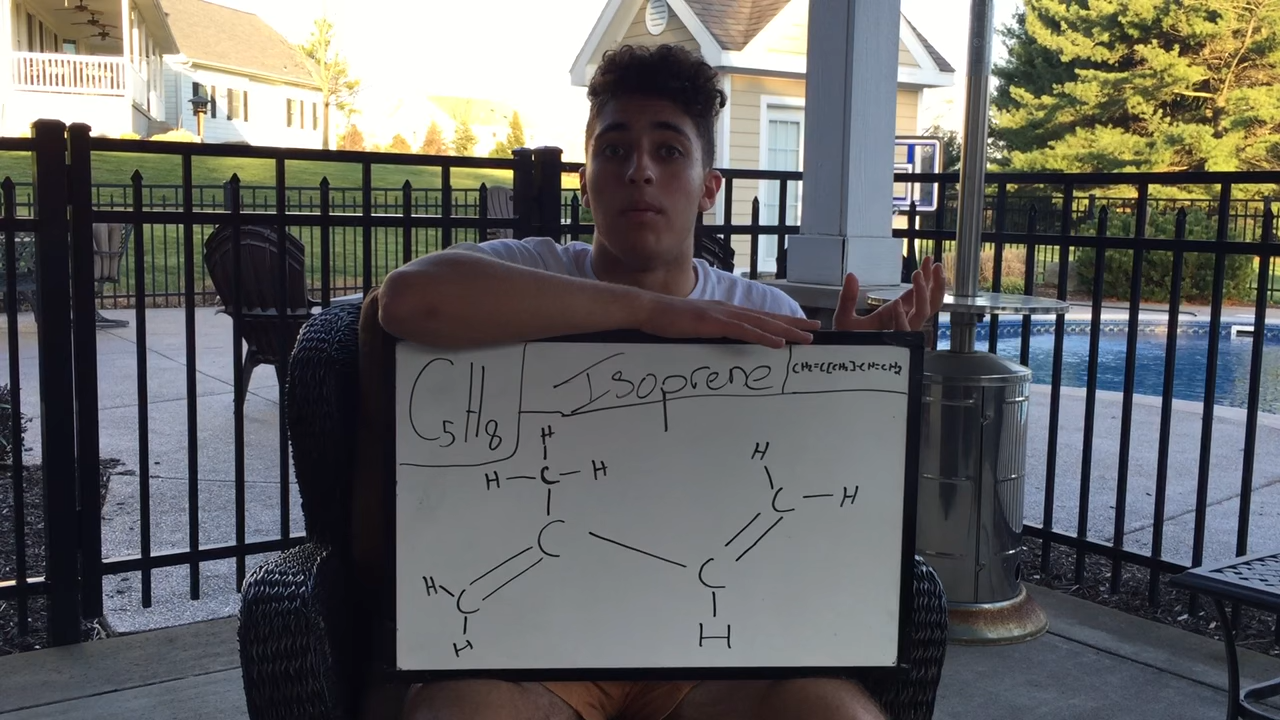 C5H8
Isoprene
CH2=C[CH3]-CH=CH2
H
H C H
H
C H
C
C
H C
H
H